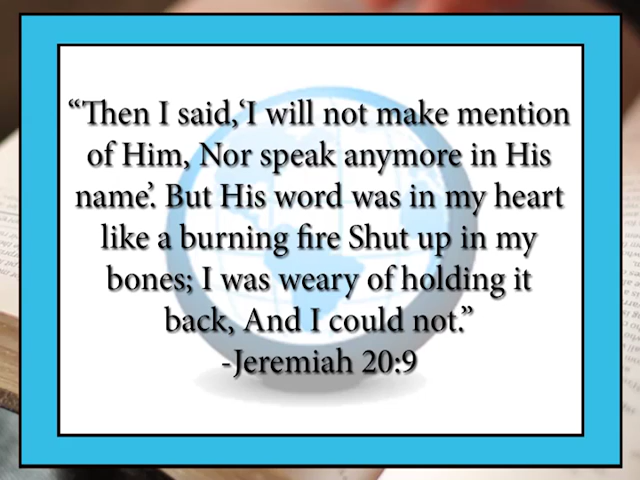 “Then I said,‘I will not make mention
of Him, Nor speak anymore in His
name’. But His word was in my heart
like a burning fire Shut up in my
bones; I was weary of holding it
back, And I could not.”
-Jeremiah 20:9